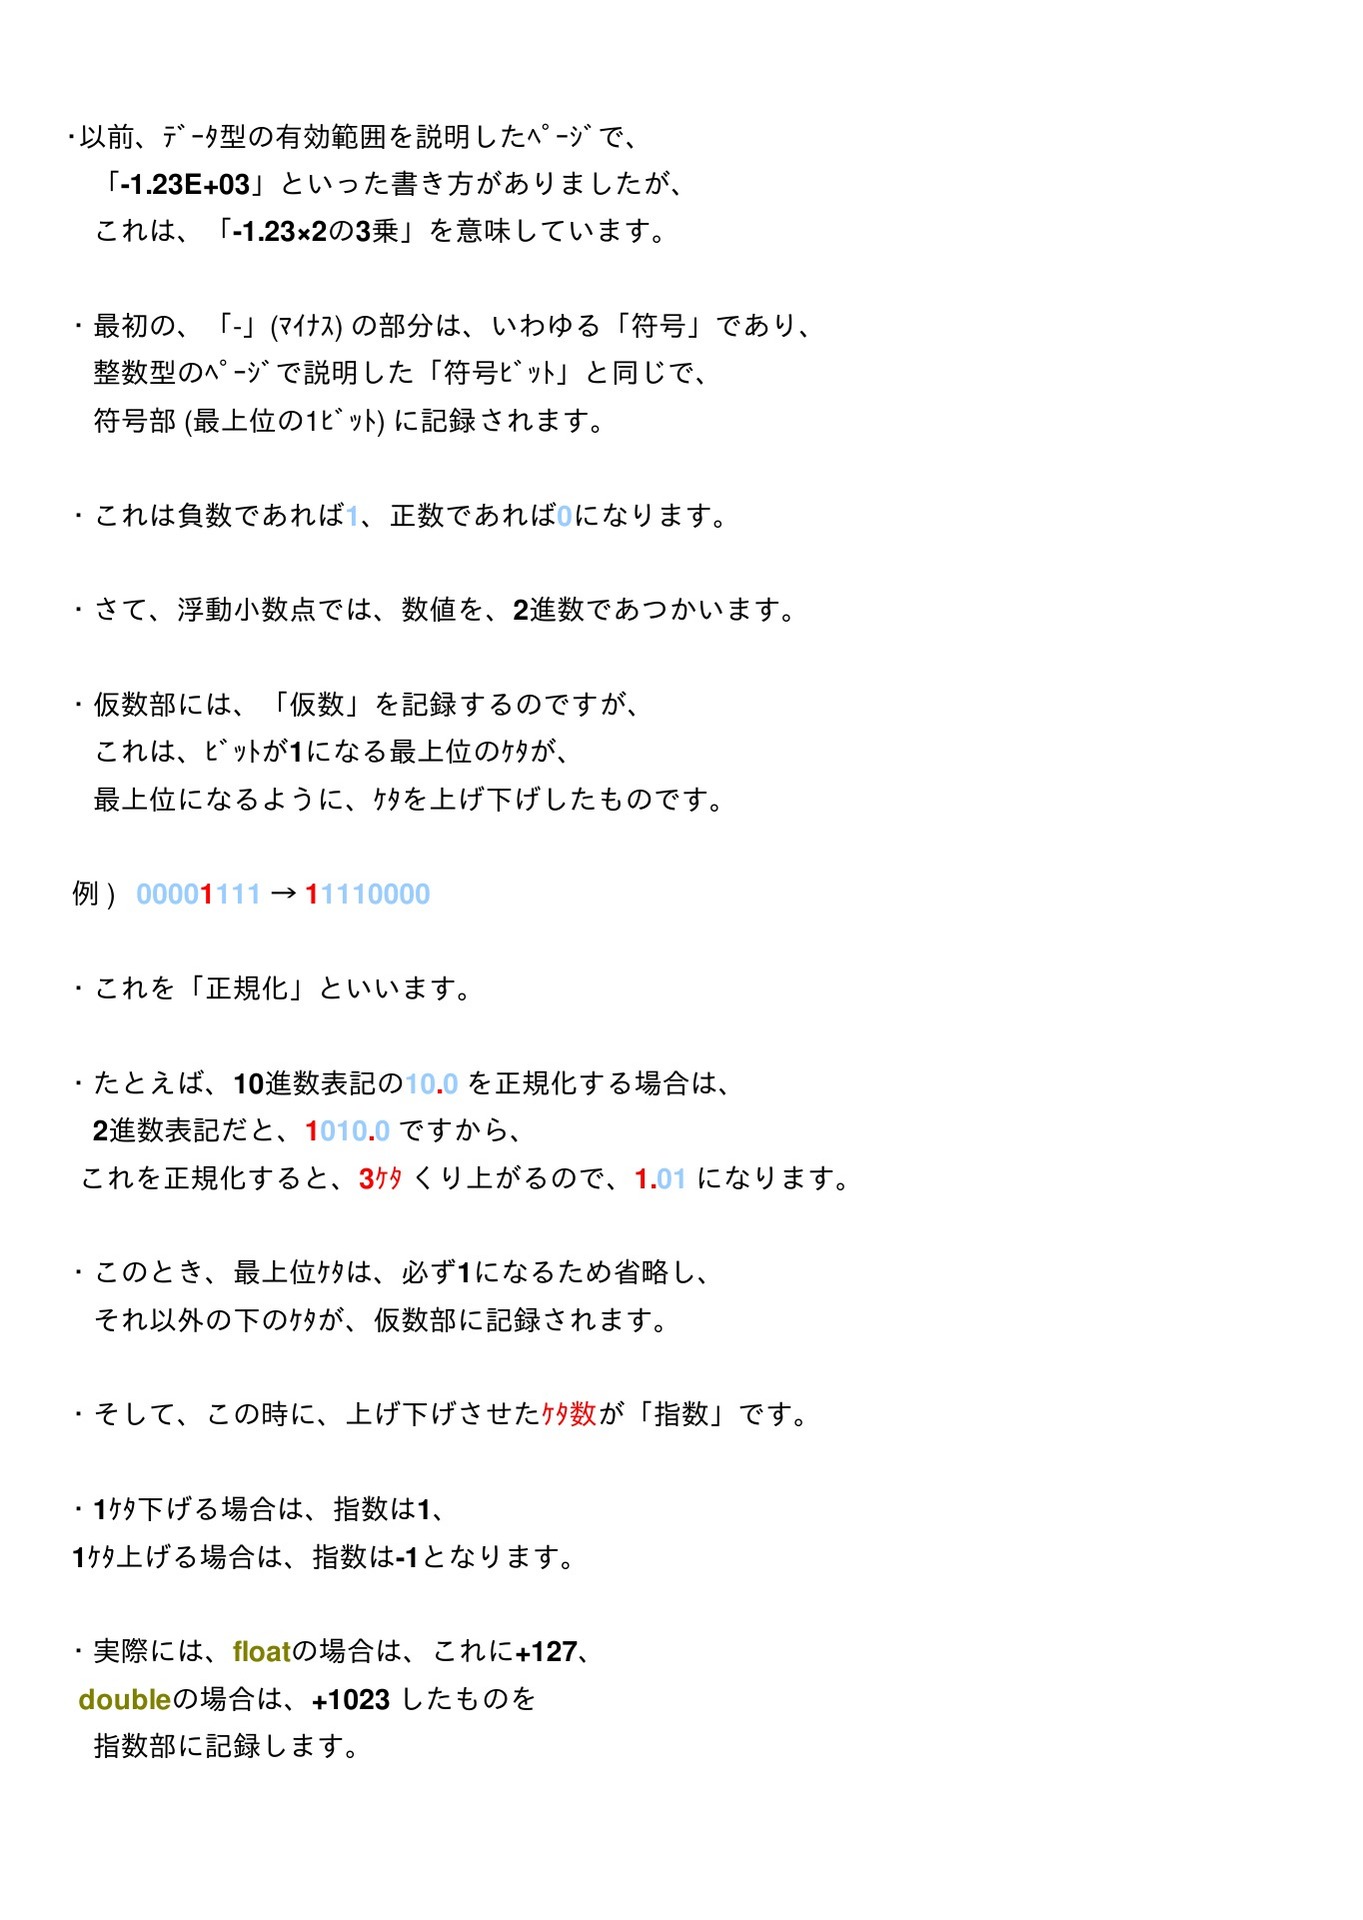 ･以前、ﾃﾞｰﾀ型の有効範囲を説明したﾍﾟｰｼﾞで、
「-1.23E+03」といった書き方がありましたが、
これは、「-1.23×2の3乗」を意味しています。
・最初の、「-」(ﾏｲﾅｽ) の部分は、いわゆる「符号」であり、
整数型のﾍﾟｰｼﾞで説明した「符号ﾋﾞｯﾄ」と同じで、
符号部 (最上位の1ﾋﾞｯﾄ) に記録されます。
・これは負数であれば1、正数であれば0になります。
・さて、浮動小数点では、数値を、2進数であつかいます。
・仮数部には、「仮数」を記録するのですが、
これは、ﾋﾞｯﾄが1になる最上位のｹﾀが、
最上位になるように、ｹﾀを上げ下げしたものです。
例 ) 00001111 → 11110000
・これを「正規化」といいます。
・たとえば、10進数表記の10.0 を正規化する場合は、
2進数表記だと、1010.0 ですから、
これを正規化すると、3ｹﾀ くり上がるので、1.01 になります。
・このとき、最上位ｹﾀは、必ず1になるため省略し、
それ以外の下のｹﾀが、仮数部に記録されます。
・そして、この時に、上げ下げさせたｹﾀ数が「指数」です。
・1ｹﾀ下げる場合は、指数は1、
1ｹﾀ上げる場合は、指数は-1となります。
・実際には、floatの場合は、これに+127、
doubleの場合は、+1023 したものを
指数部に記録します。